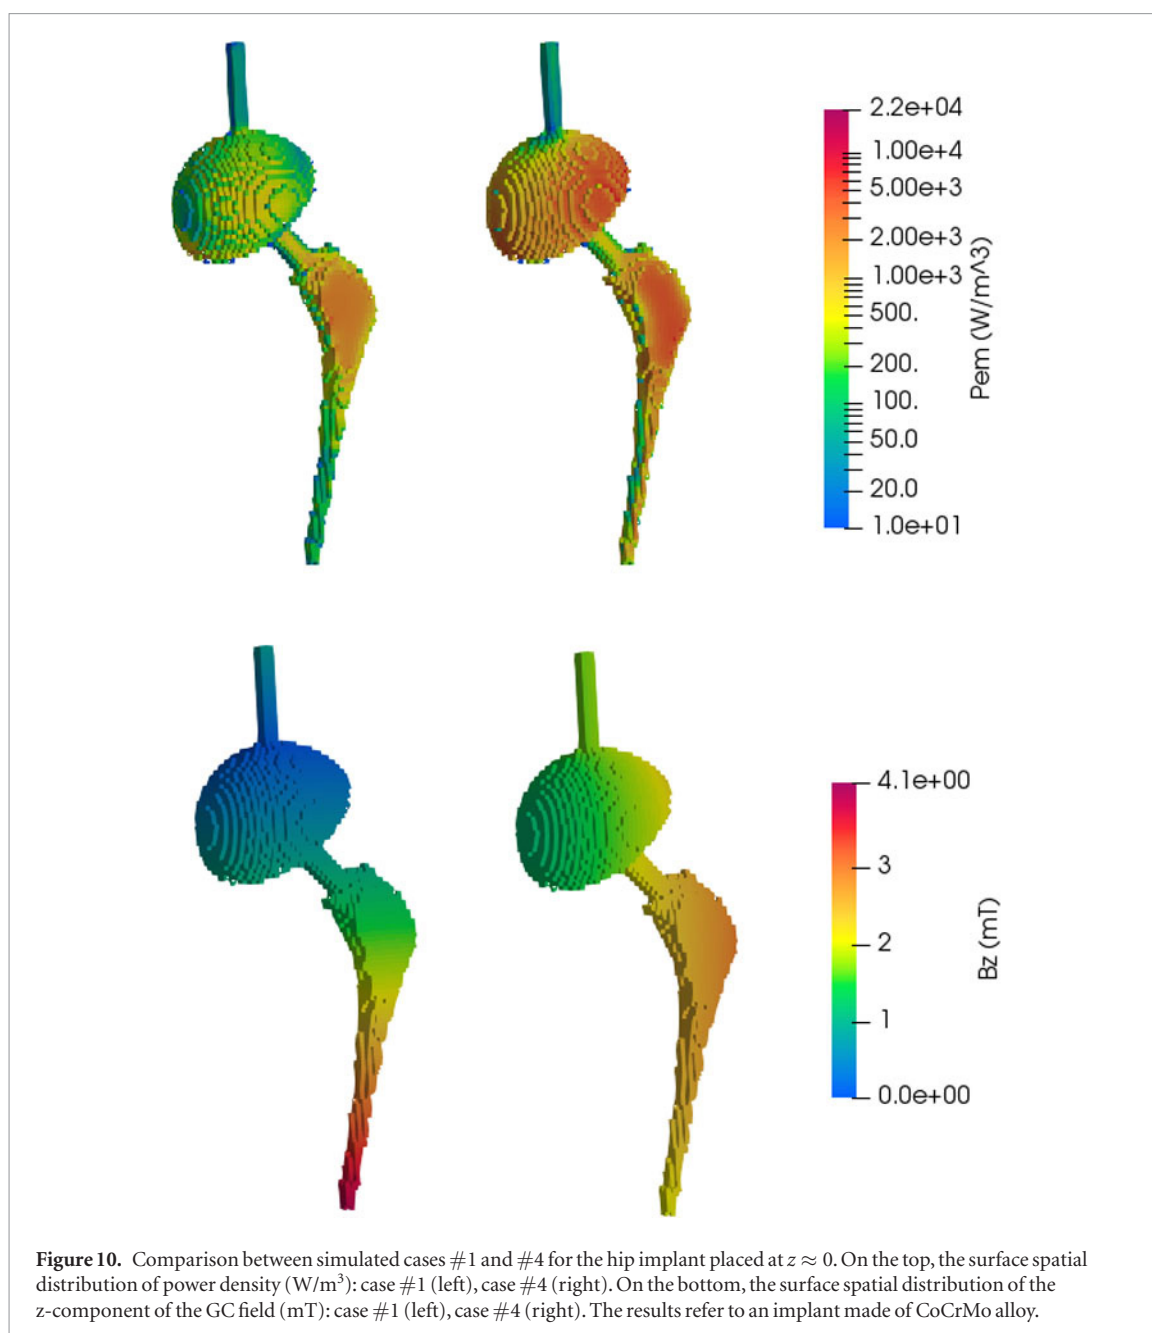 2.2e+04
1.00e+4
5.00e+3
2.00e+3
1.00e+3
500.
200.
100.
50.0
20.0
1.0e+01
Pem (W/m^3)
4.1e+00
3
2
1
0.0e+00
Bz (mT)
Figure 10. Comparison between simulated cases #1 and #4 for the hip implant placed at z ≈ 0. On the top, the surface spatial
distribution of power density (W/m³): case #1 (left), case #4 (right). On the bottom, the surface spatial distribution of the
z-component of the GC field (mT): case #1 (left), case #4 (right). The results refer to an implant made of CoCrMo alloy.